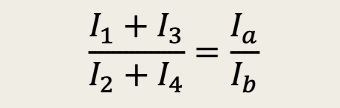 (I₁ + I₃) / (I₂ + I₄) = Iₐ / I_b